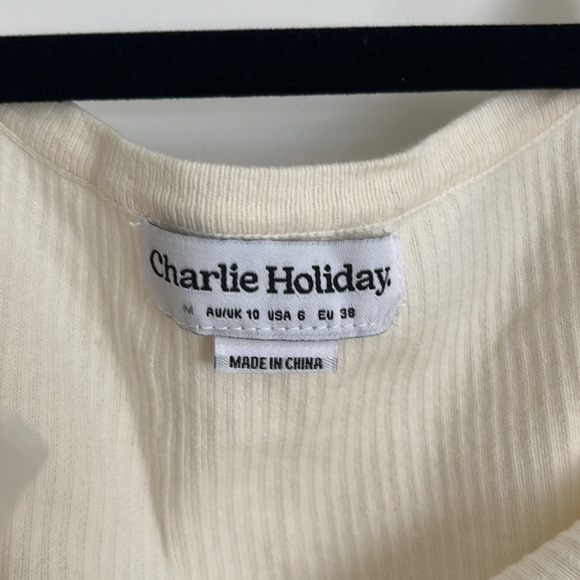 Charlie Holiday.
M AU/UK 10 USA 6 EU 38
MADE IN CHINA